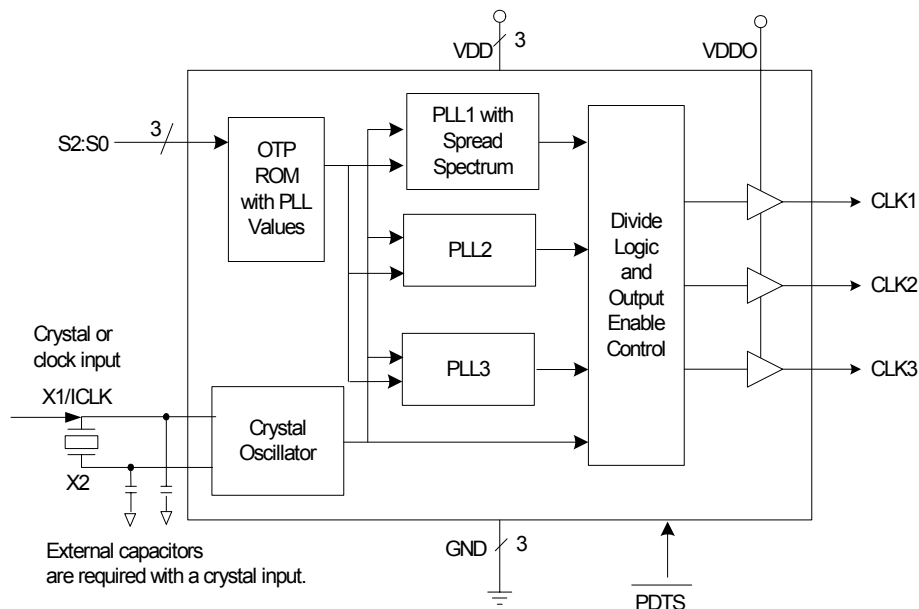 VDD
3
VDDO
S2:S0
3
OTP
ROM
with PLL
Values
PLL1 with
Spread
Spectrum
PLL2
PLL3
Divide
Logic
and
Output
Enable
Control
CLK1
CLK2
CLK3
Crystal or
clock input
X1/ICLK
X2
Crystal
Oscillator
External capacitors
are required with a crystal input.
GND
3
PDTS